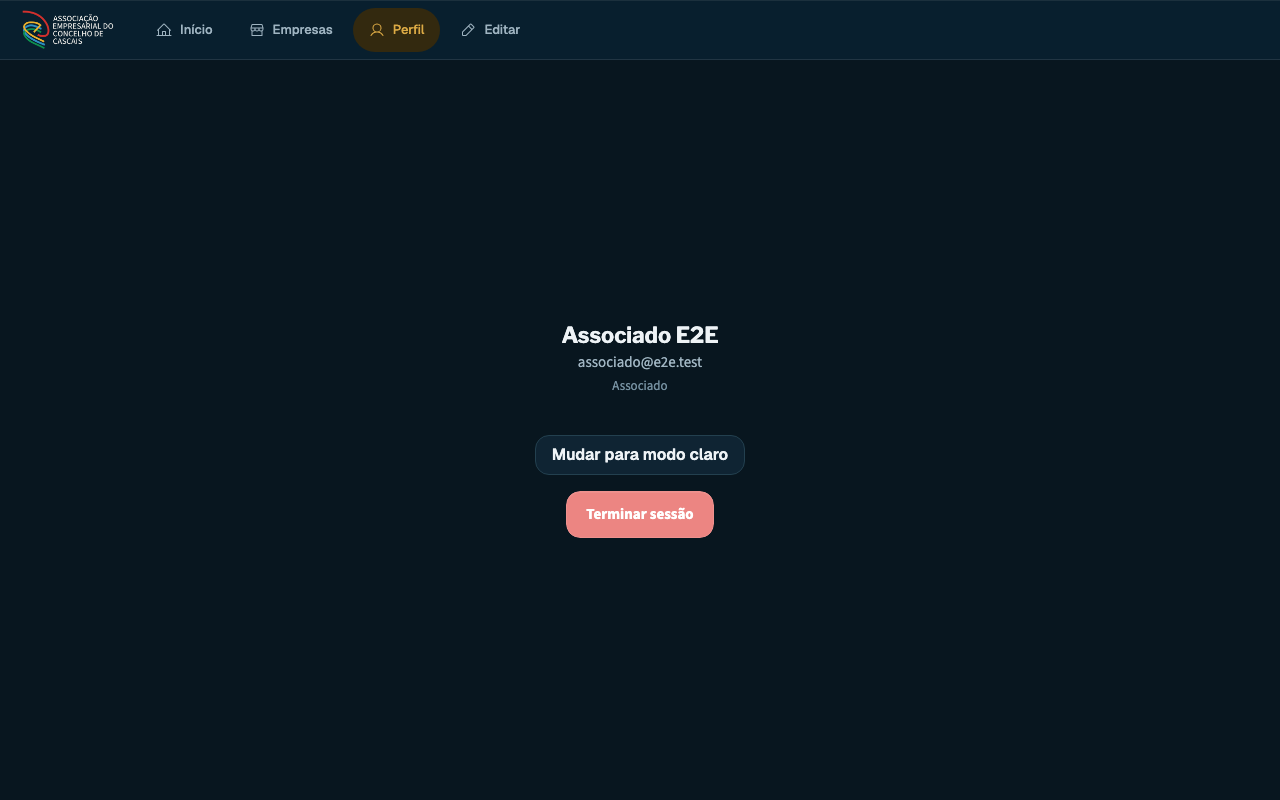 ASSOCIAÇÃO
EMPRESARIAL DO
CONCELHO DE
CASCAIS
Início
Empresas
Perfil
Editar
Associado E2E
associado@e2e.test
Associado
Mudar para modo claro
Terminar sessão